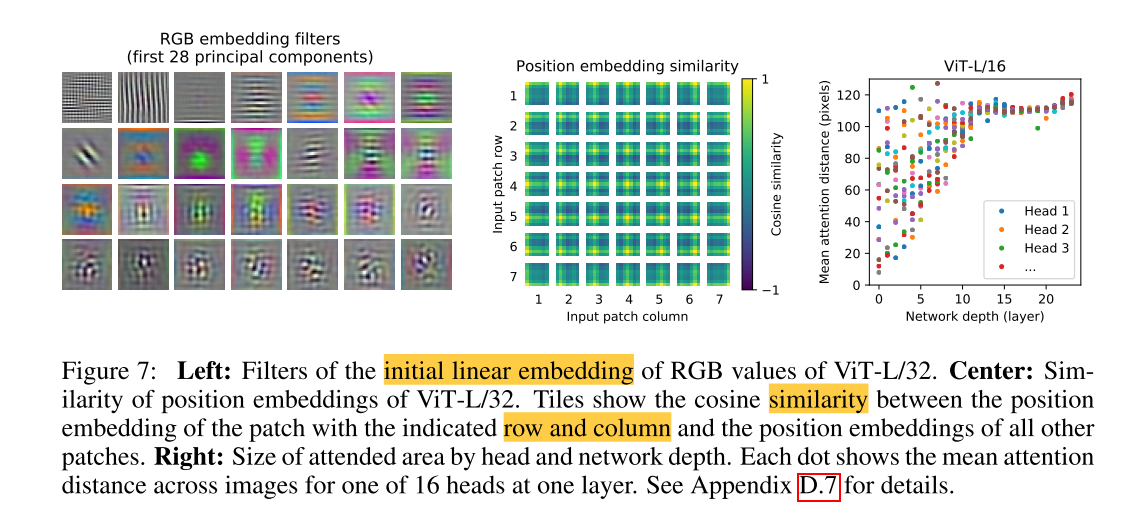 RGB embedding filters
(first 28 principal components)
Position embedding similarity
1
2
3
4
5
6
7
Input patch row
1 2 3 4 5 6 7
Input patch column
1
−1
Cosine similarity
ViT-L/16
120
100
80
60
40
20
0
Mean attention distance (pixels)
Head 1
Head 2
Head 3
...
0 5 10 15 20
Network depth (layer)
Figure 7: Left: Filters of the initial linear embedding of RGB values of ViT-L/32. Center: Sim-
ilarity of position embeddings of ViT-L/32. Tiles show the cosine similarity between the position
embedding of the patch with the indicated row and column and the position embeddings of all other
patches. Right: Size of attended area by head and network depth. Each dot shows the mean attention
distance across images for one of 16 heads at one layer. See Appendix D.7 for details.